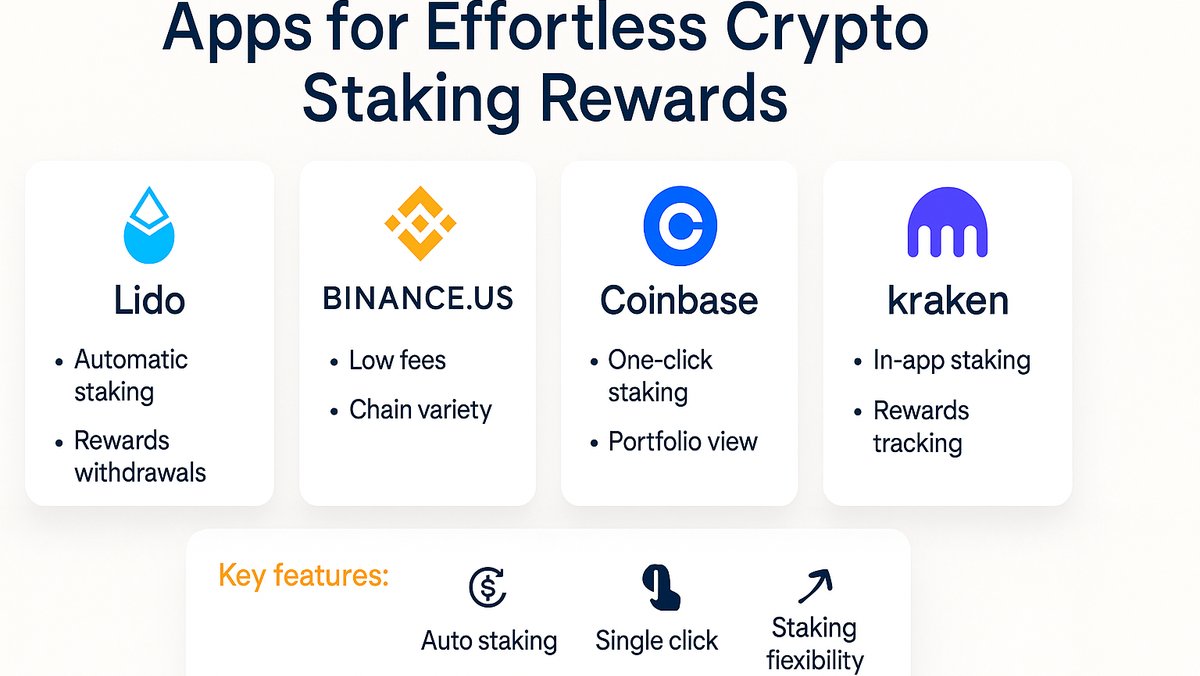 Apps for Effortless Crypto
Staking Rewards
Lido
• Automatic
staking
• Rewards
withdrawals
BINANCE.US
• Low fees
• Chain variety
Coinbase
• One-click
staking
• Portfolio view
kraken
• In-app staking
• Rewards
tracking
Key features:
Auto staking
Single click
Staking
fiexibility